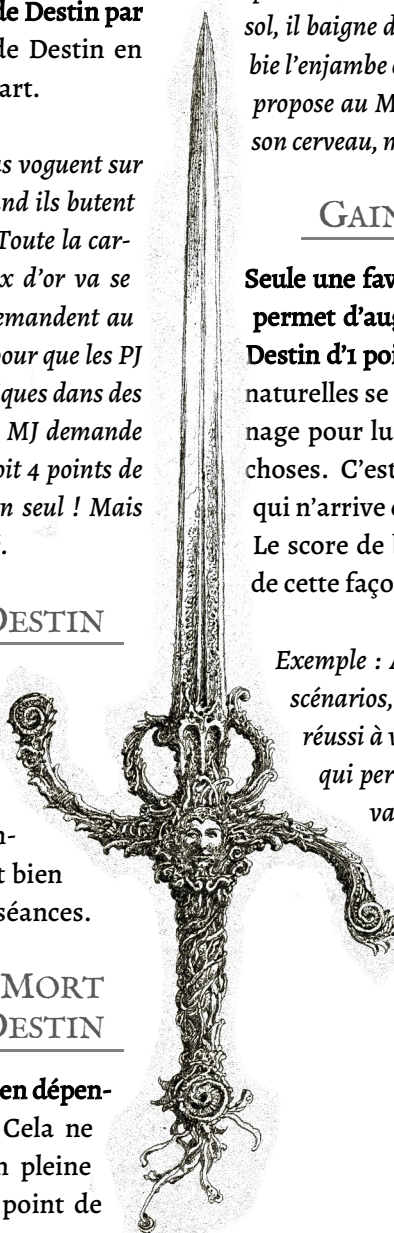 de Destin par
de Destin en
art.
as voguent sur
nd ils butent
Toute la car-
x d'or va se
emandent au
pour que les PJ
iques dans des
MJ demande
oit 4 points de
n seul ! Mais
DESTIN
n-
t bien
séances.
MORT
DESTIN
en dépen-
Cela ne
n pleine
point de
sol, il baigne d
bie l'enjambe
propose au M
son cerveau, n
GAIN
Seule une fav
permet d'aug
Destin d'1 poi
naturelles se
nage pour lu
choses. C'est
qui n'arrive
Le score de
de cette faço
Exemple : A
scénarios,
réussi à v
qui per
va